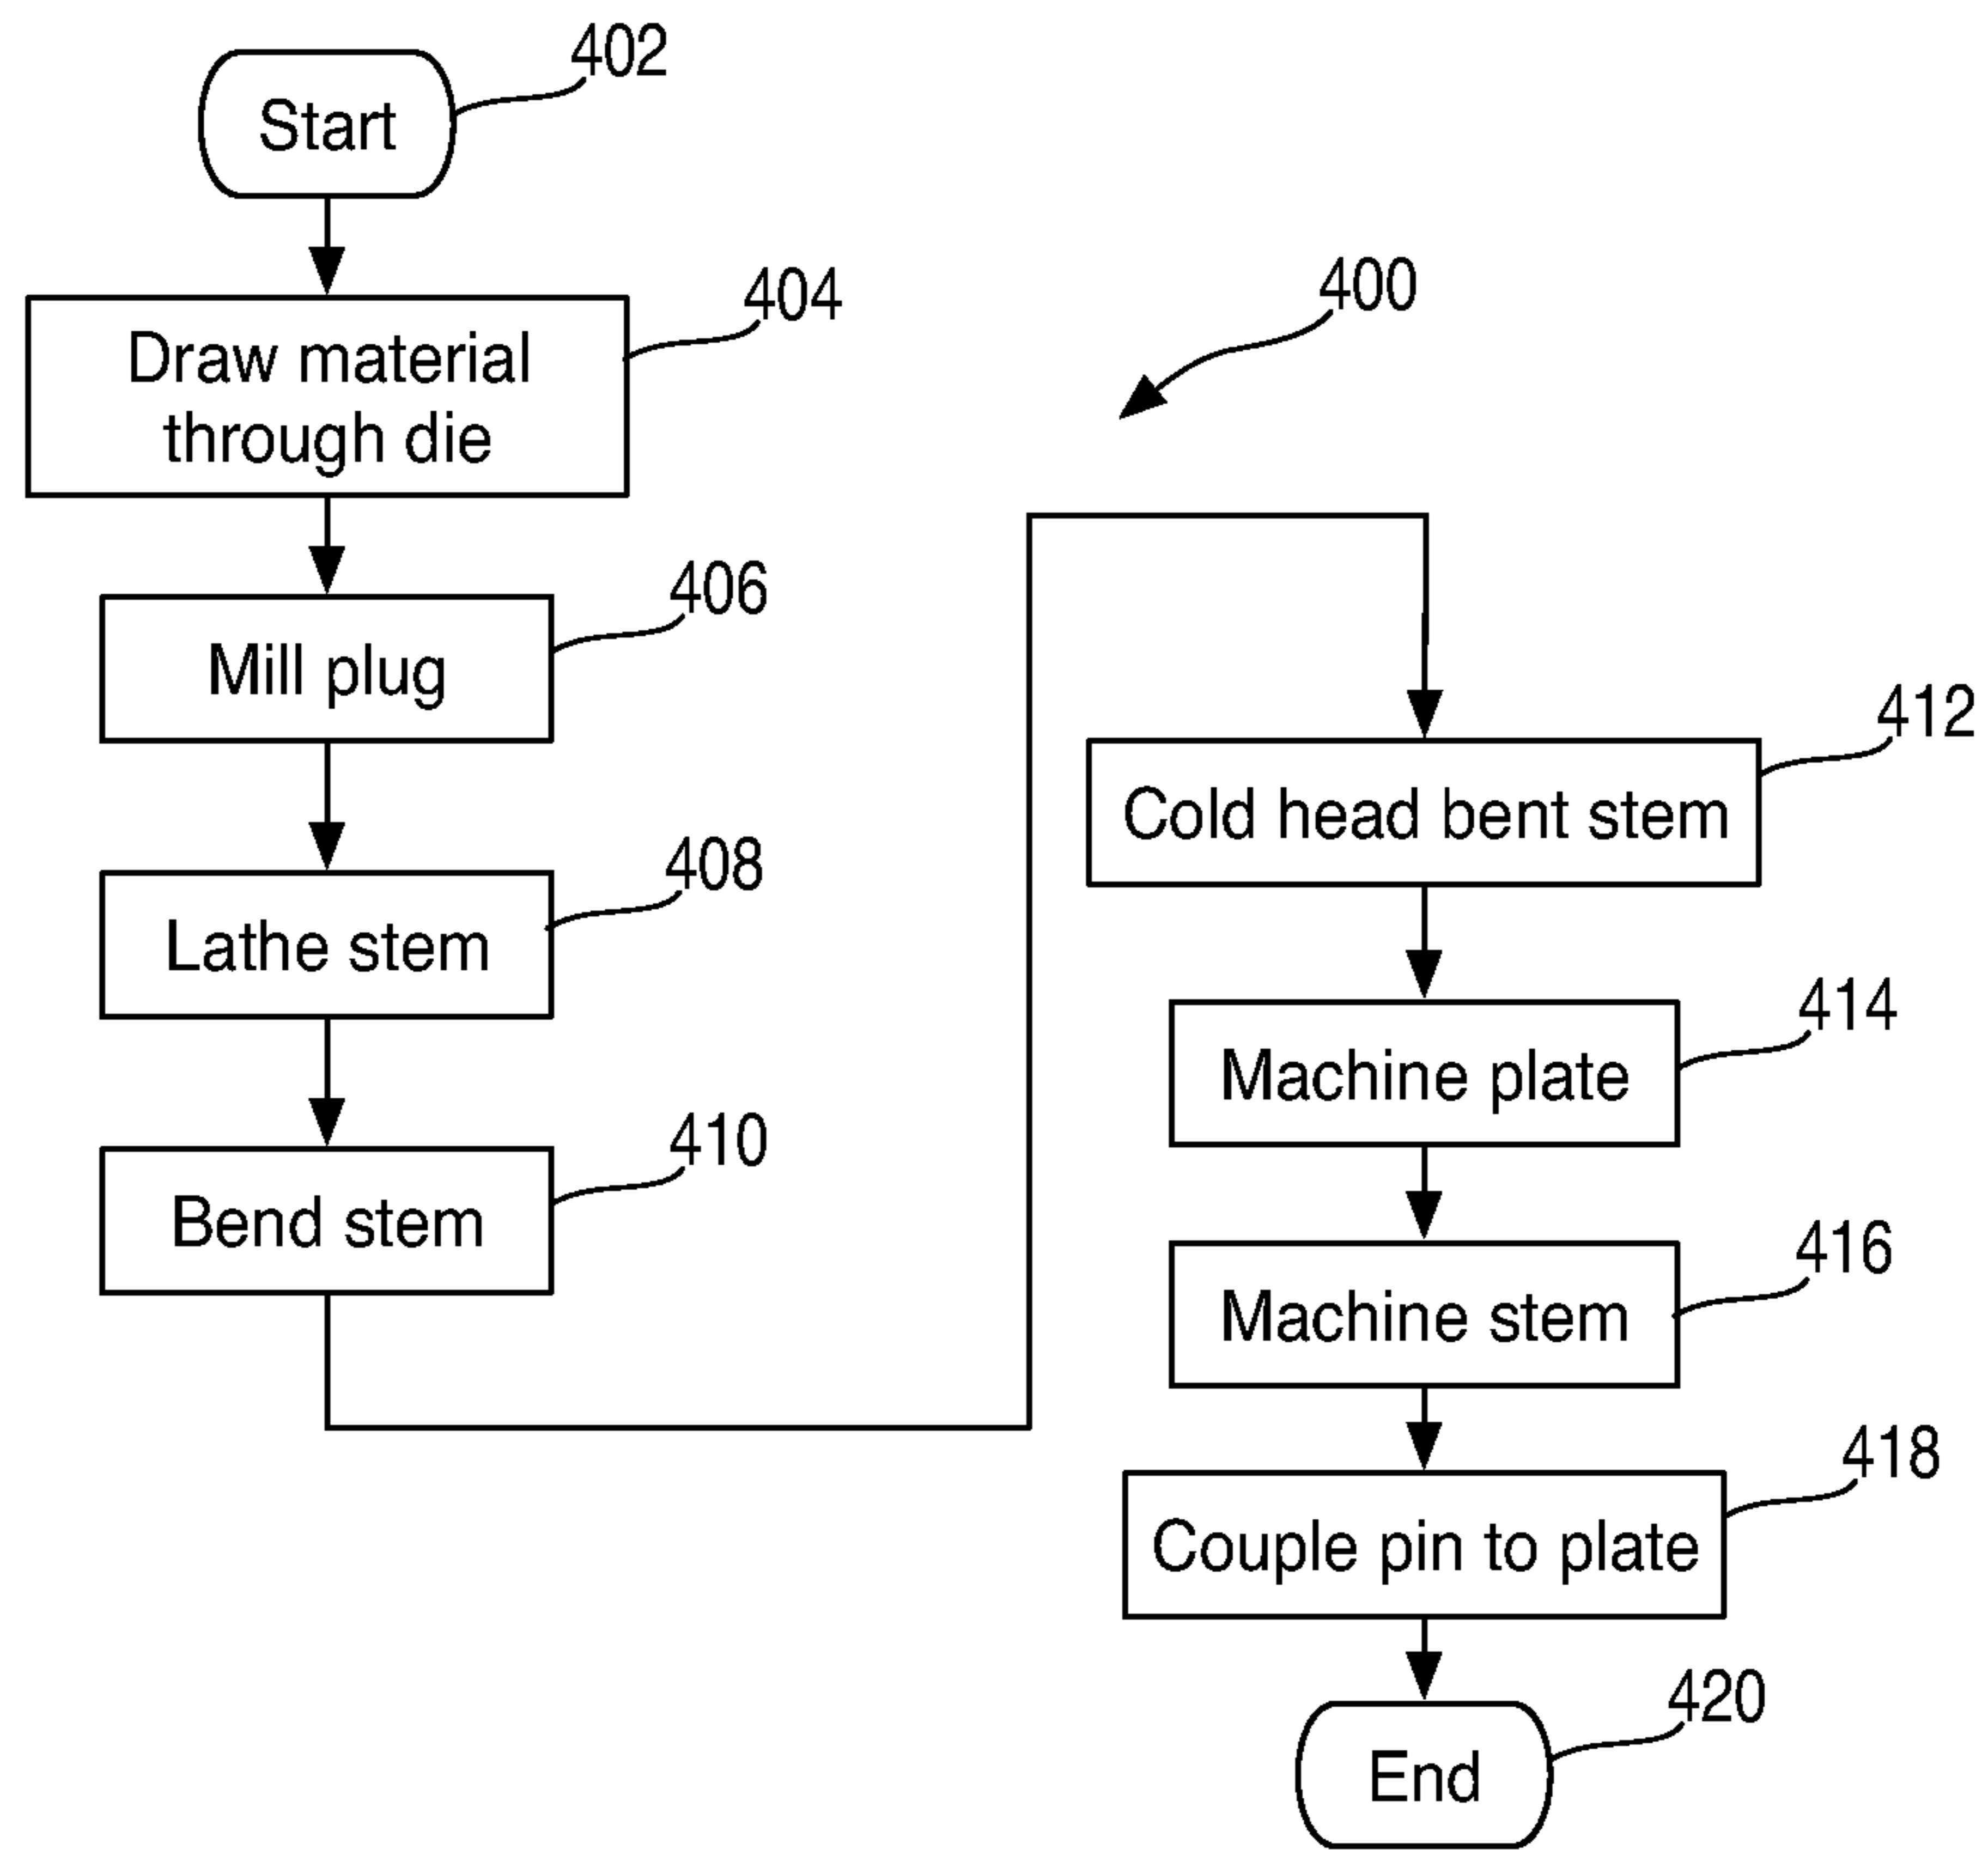 402
Start
404
Draw material
through die
406
Mill plug
408
Lathe stem
410
Bend stem
400
412
Cold head bent stem
414
Machine plate
416
Machine stem
418
Couple pin to plate
420
End